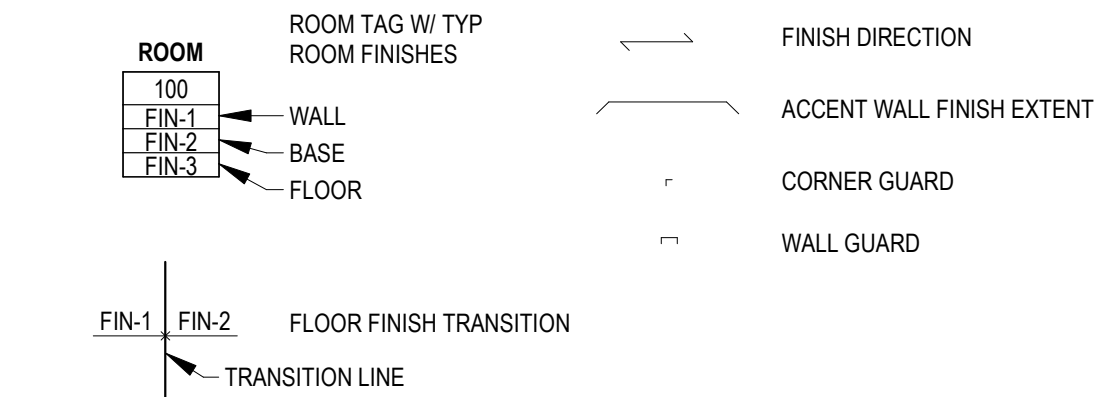 ROOM TAG W/ TYP
ROOM FINISHES
ROOM
100
FIN-1
FIN-2
FIN-3
WALL
BASE
FLOOR
FIN-1 FIN-2
FLOOR FINISH TRANSITION
TRANSITION LINE
FINISH DIRECTION
ACCENT WALL FINISH EXTENT
CORNER GUARD
WALL GUARD